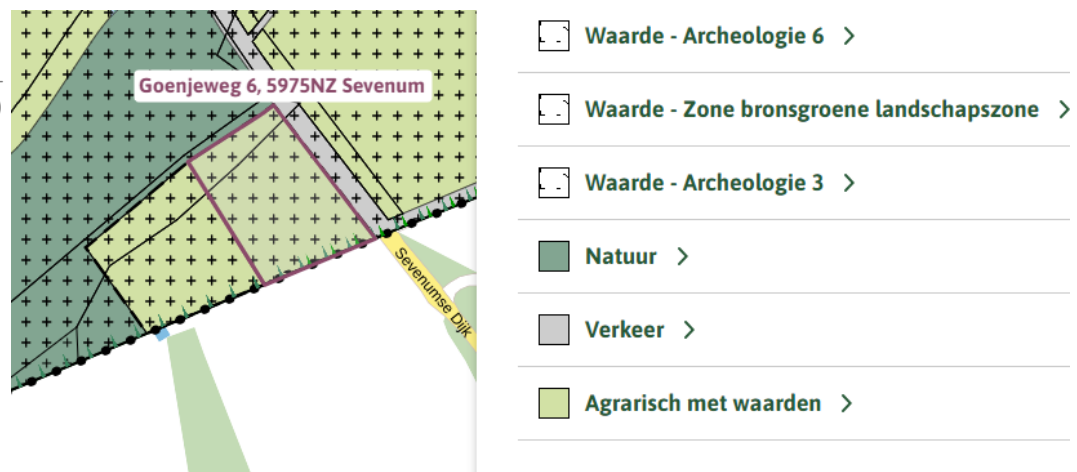 Goenjeweg 6, 5975NZ Sevenum
Sevenumse Dijk
Waarde - Archeologie 6
Waarde - Zone bronsgroene landschapszone
Waarde - Archeologie 3
Natuur
Verkeer
Agrarisch met waarden